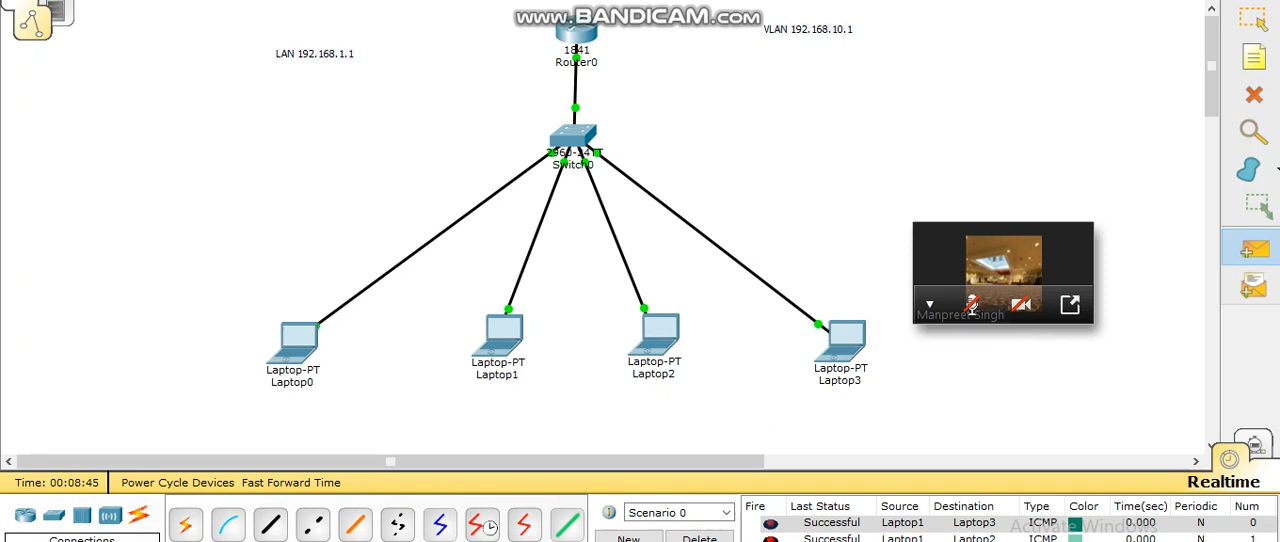 www.BANDICAM.com
LAN 192.168.1.1
VLAN 192.168.10.1
1841
Router0
2960-24TT
Switch0
Manpreet Singh
Laptop-PT
Laptop0
Laptop-PT
Laptop1
Laptop-PT
Laptop2
Laptop-PT
Laptop3
Time: 00:08:45 Power Cycle Devices Fast Forward Time
Realtime
Scenario 0
Fire Last Status Source Destination Type Color Time(sec) Periodic Num
Successful Laptop1 Laptop3 ICMP 0.000 N 0
Successful Laptop1 Laptop2 ICMP 0.000 N 1
Activate Windows
New Delete
Connections